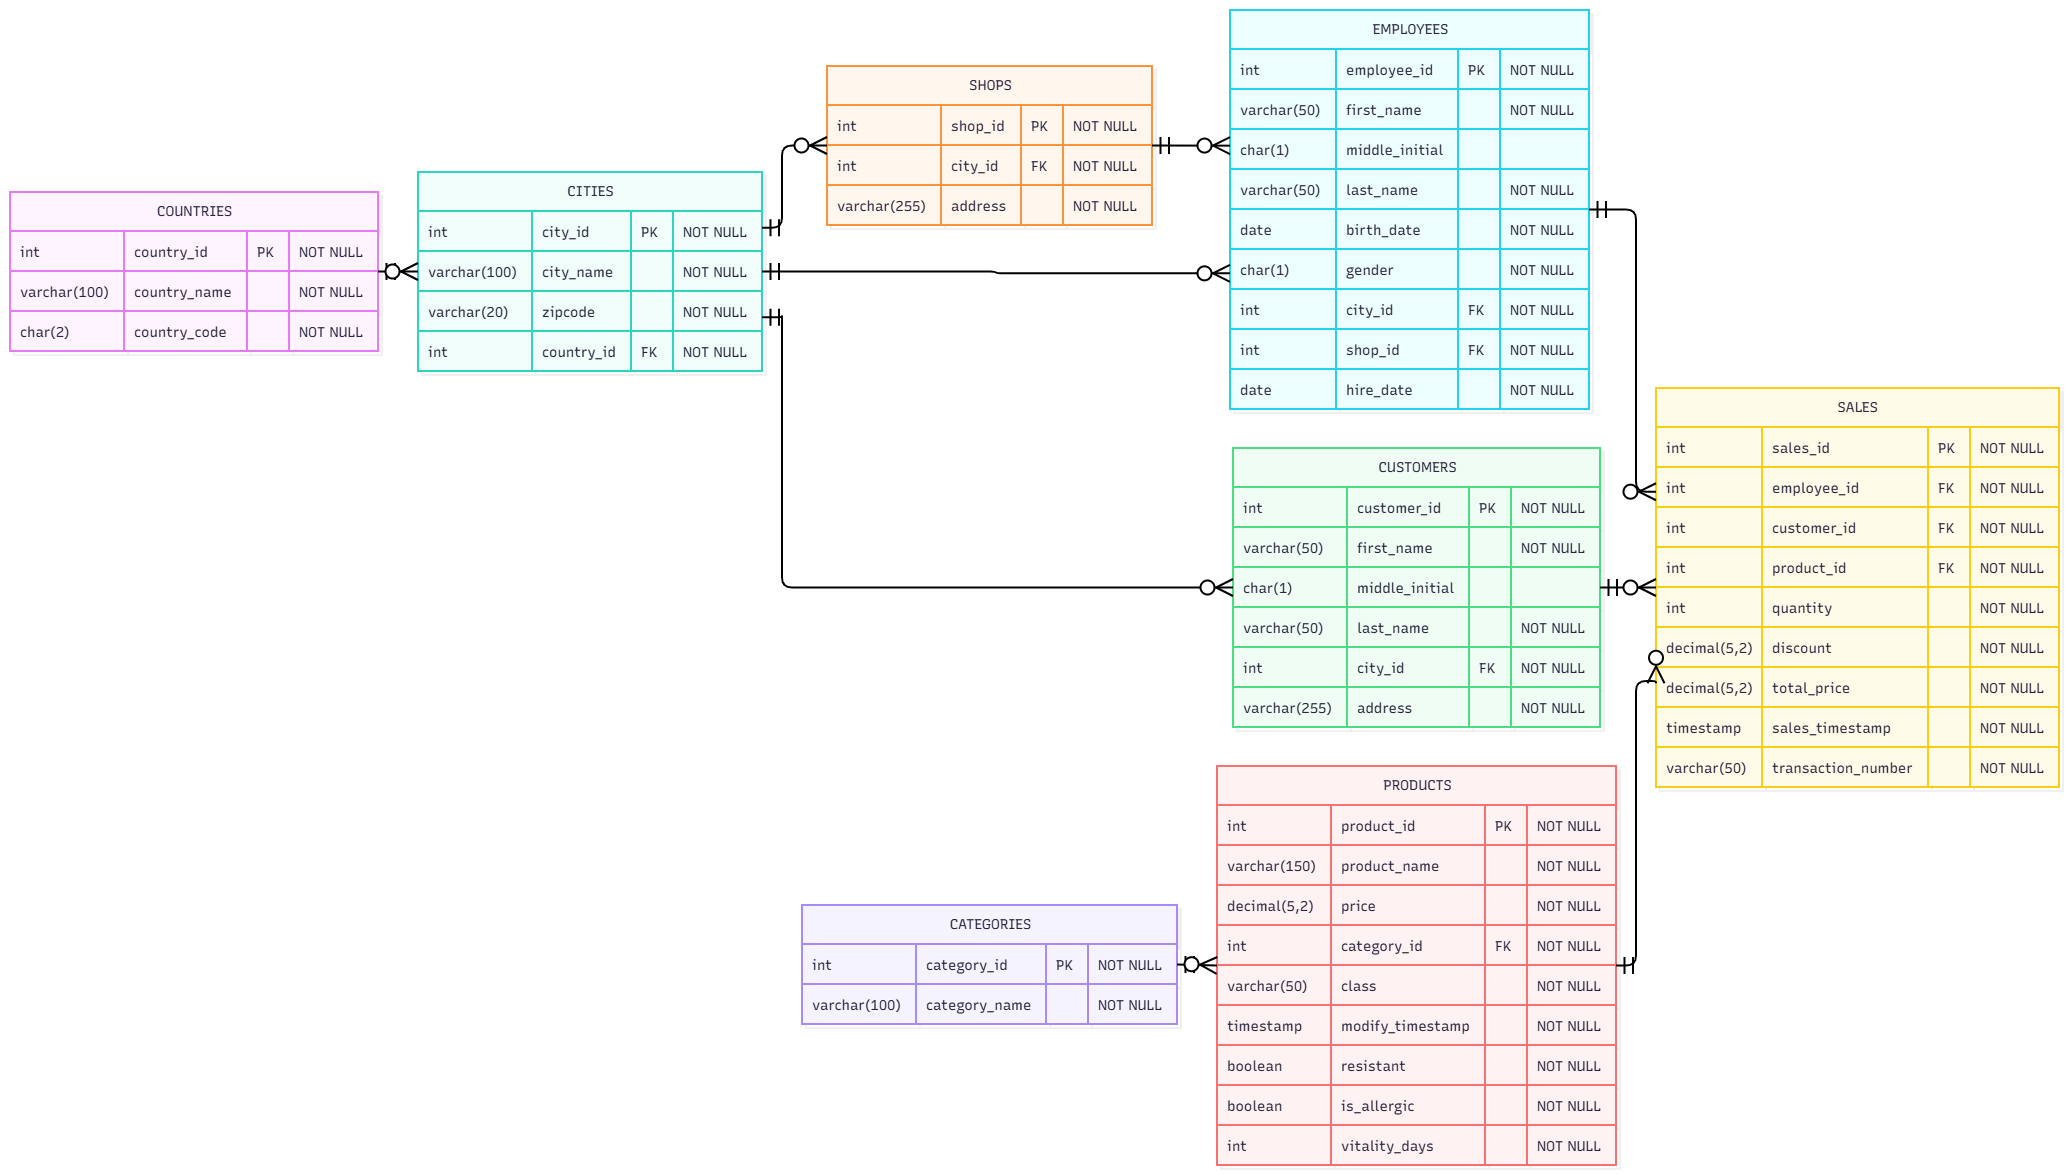 COUNTRIES
int country_id PK NOT NULL
varchar(100) country_name NOT NULL
char(2) country_code NOT NULL
CITIES
int city_id PK NOT NULL
varchar(100) city_name NOT NULL
varchar(20) zipcode NOT NULL
int country_id FK NOT NULL
SHOPS
int shop_id PK NOT NULL
int city_id FK NOT NULL
varchar(255) address NOT NULL
EMPLOYEES
int employee_id PK NOT NULL
varchar(50) first_name NOT NULL
char(1) middle_initial
varchar(50) last_name NOT NULL
date birth_date NOT NULL
char(1) gender NOT NULL
int city_id FK NOT NULL
int shop_id FK NOT NULL
date hire_date NOT NULL
CUSTOMERS
int customer_id PK NOT NULL
varchar(50) first_name NOT NULL
char(1) middle_initial
varchar(50) last_name NOT NULL
int city_id FK NOT NULL
varchar(255) address NOT NULL
SALES
int sales_id PK NOT NULL
int employee_id FK NOT NULL
int customer_id FK NOT NULL
int product_id FK NOT NULL
int quantity NOT NULL
decimal(5,2) discount NOT NULL
decimal(5,2) total_price NOT NULL
timestamp sales_timestamp NOT NULL
varchar(50) transaction_number NOT NULL
CATEGORIES
int category_id PK NOT NULL
varchar(100) category_name NOT NULL
PRODUCTS
int product_id PK NOT NULL
varchar(150) product_name NOT NULL
decimal(5,2) price NOT NULL
int category_id FK NOT NULL
varchar(50) class NOT NULL
timestamp modify_timestamp NOT NULL
boolean resistant NOT NULL
boolean is_allergic NOT NULL
int vitality_days NOT NULL